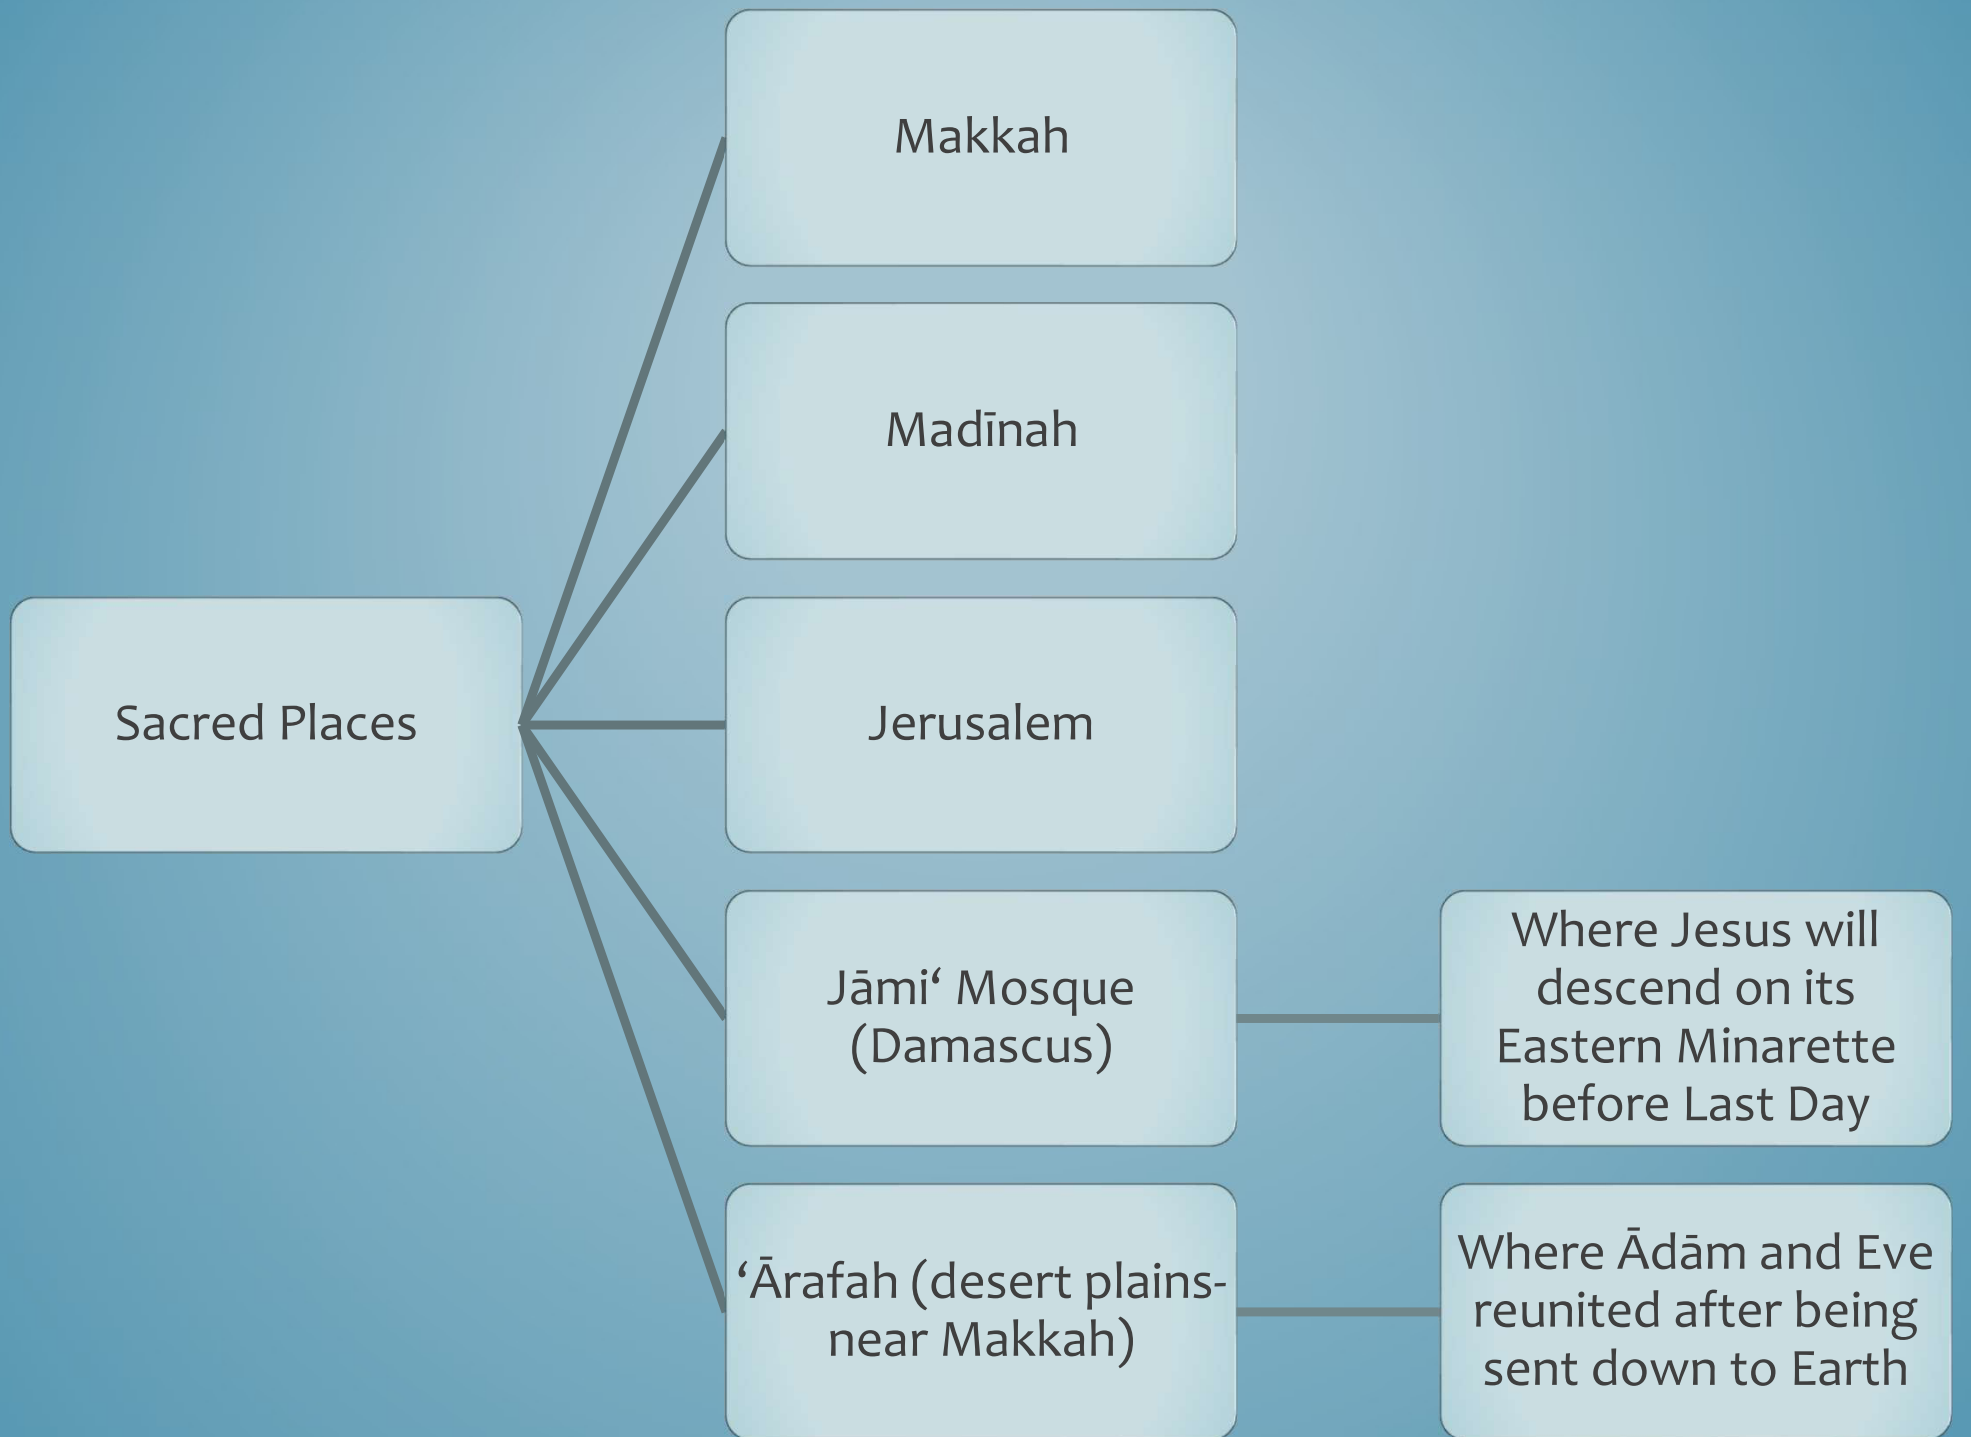 Sacred Places
Makkah
Madīnah
Jerusalem
Jāmi‘ Mosque
(Damascus)
Where Jesus will
descend on its
Eastern Minarette
before Last Day
‘Ārafah (desert plains-
near Makkah)
Where Ādām and Eve
reunited after being
sent down to Earth